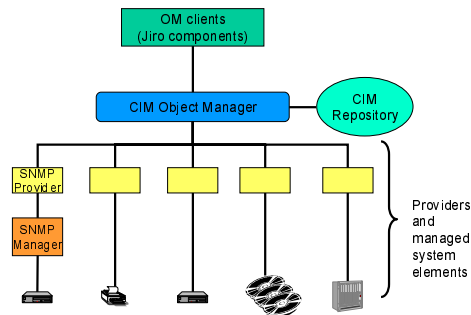 OM clients
(Jiro components)
CIM Object Manager
CIM
Repository
SNMP
Provider
SNMP
Manager
Providers
and
managed
system
elements